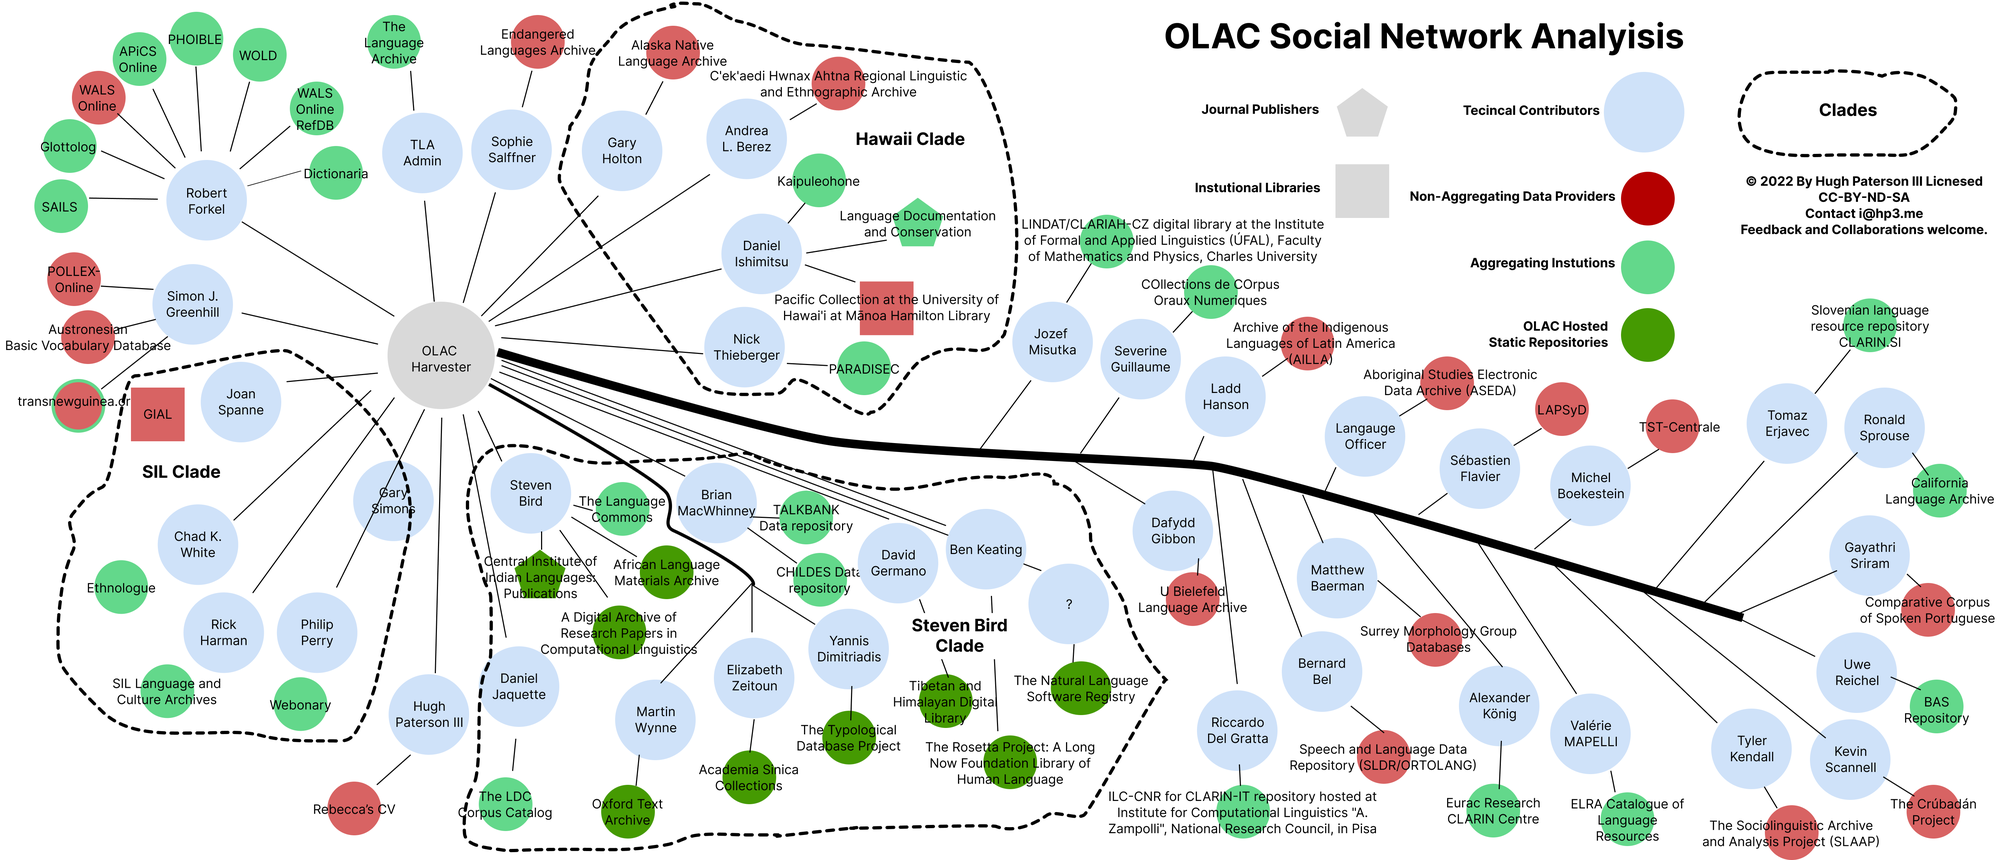 OLAC Social Network Analyisis
Journal Publishers
Tecincal Contributors
Clades
Instutional Libraries
Non-Aggregating Data Providers
Aggregating Instutions
OLAC Hosted
Static Repositories
© 2022 By Hugh Paterson III Licnesed
CC-BY-ND-SA
Contact i@hp3.me
Feedback and Collaborations welcome.
PHOIBLE
APiCS
Online
WOLD
WALS
Online
WALS
Online
RefDB
Glottolog
Dictionaria
SAILS
Robert
Forkel
The
Language
Archive
TLA
Admin
Endangered
Languages Archive
Sophie
Salffner
Alaska Native
Language Archive
Gary
Holton
C'ek'aedi Hwnax Ahtna Regional Linguistic
and Ethnographic Archive
Andrea
L. Berez
Hawaii Clade
Kaipuleohone
Language Documentation
and Conservation
Daniel
Ishimitsu
Pacific Collection at the University of
Hawai'i at Mānoa Hamilton Library
Nick
Thieberger
PARADISEC
POLLEX-
Online
Simon J.
Greenhill
Austronesian
Basic Vocabulary Database
transnewguinea.or
OLAC
Harvester
GIAL
Joan
Spanne
SIL Clade
Gary
Simons
Chad K.
White
Ethnologue
Rick
Harman
Philip
Perry
SIL Language and
Culture Archives
Webonary
Hugh
Paterson III
Rebecca's CV
Steven
Bird
The Language
Commons
Central Institute of
Indian Languages:
Publications
African Language
Materials Archive
A Digital Archive of
Research Papers in
Computational Linguistics
Daniel
Jaquette
The LDC
Corpus Catalog
Brian
MacWhinney
TALKBANK
Data repository
CHILDES Data
repository
David
Germano
Ben Keating
?
Steven Bird
Clade
Yannis
Dimitriadis
Elizabeth
Zeitoun
Martin
Wynne
Tibetan and
Himalayan Digital
Library
The Natural Language
Software Registry
The Typological
Database Project
The Rosetta Project: A Long
Now Foundation Library of
Human Language
Academia Sinica
Collections
Oxford Text
Archive
LINDAT/CLARIAH-CZ digital library at the Institute
of Formal and Applied Linguistics (ÚFAL), Faculty
of Mathematics and Physics, Charles University
Jozef
Misutka
COllections de COrpus
Oraux Numeriques
Severine
Guillaume
Archive of the Indigenous
Languages of Latin America
(AILLA)
Ladd
Hanson
Aboriginal Studies Electronic
Data Archive (ASEDA)
Langauge
Officer
LAPSyD
Sébastien
Flavier
TST-Centrale
Michel
Boekestein
Slovenian language
resource repository
CLARIN.SI
Tomaz
Erjavec
Ronald
Sprouse
California
Language Archive
Dafydd
Gibbon
U Bielefeld
Language Archive
Matthew
Baerman
Surrey Morphology Group
Databases
Gayathri
Sriram
Comparative Corpus
of Spoken Portuguese
Bernard
Bel
Speech and Language Data
Repository (SLDR/ORTOLANG)
Riccardo
Del Gratta
ILC-CNR for CLARIN-IT repository hosted at
Institute for Computational Linguistics "A.
Zampolli", National Research Council, in Pisa
Alexander
König
Eurac Research
CLARIN Centre
Valérie
MAPELLI
ELRA Catalogue of
Language
Resources
Uwe
Reichel
BAS
Repository
Tyler
Kendall
The Sociolinguistic Archive
and Analysis Project (SLAAP)
Kevin
Scannell
The Crúbadán
Project